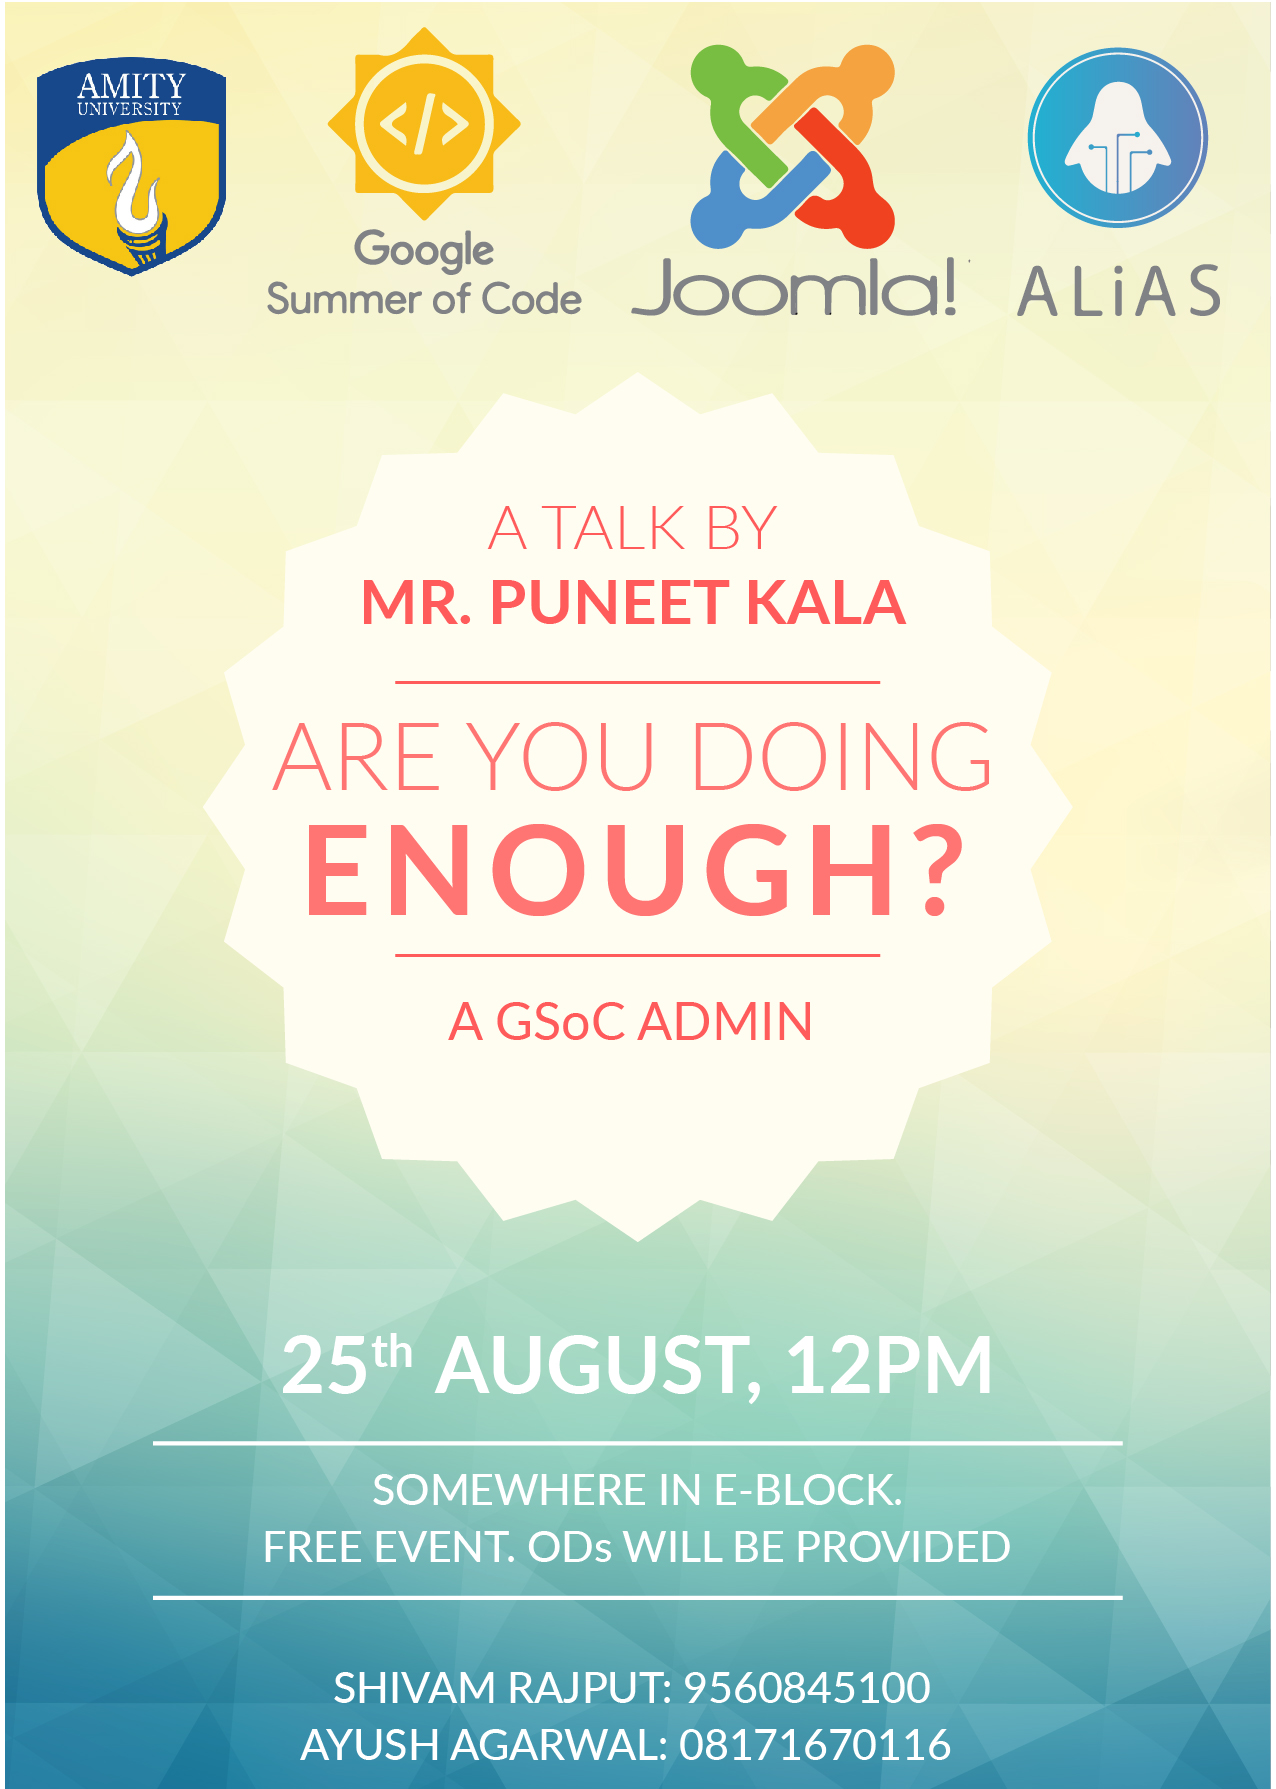 AMITY
UNIVERSITY
Google
Summer of Code
Joomla!
ALiAS
A TALK BY
MR. PUNEET KALA
ARE YOU DOING
ENOUGH?
A GSoC ADMIN
25th AUGUST, 12PM
SOMEWHERE IN E-BLOCK.
FREE EVENT. ODs WILL BE PROVIDED
SHIVAM RAJPUT: 9560845100
AYUSH AGARWAL: 08171670116